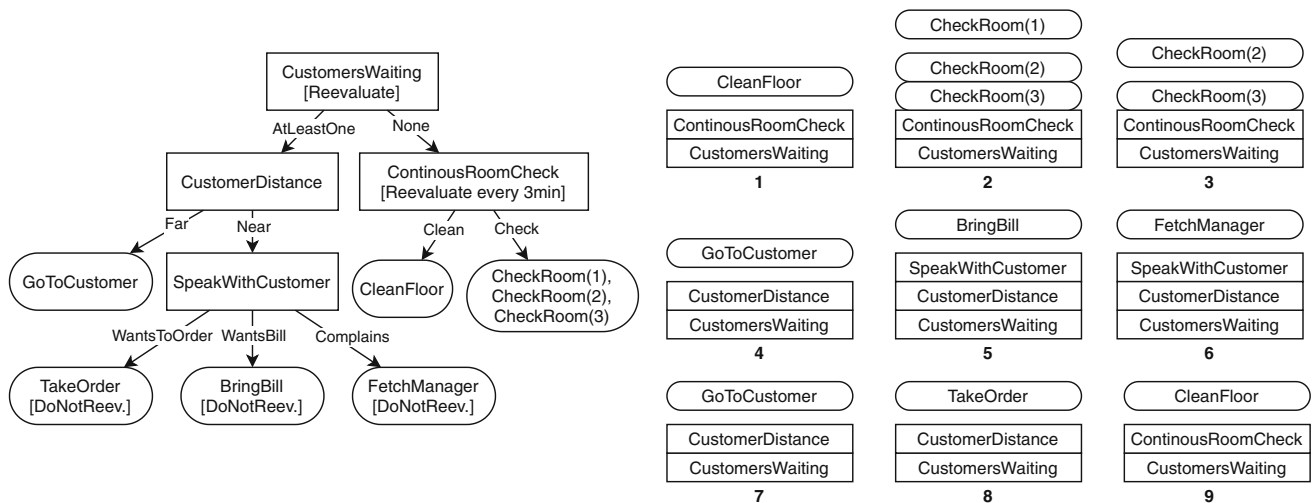 CustomersWaiting
[Reevaluate]
AtLeastOne
None
CustomerDistance
ContinousRoomCheck
[Reevaluate every 3min]
Far
Near
Clean
Check
GoToCustomer
SpeakWithCustomer
CleanFloor
CheckRoom(1),
CheckRoom(2),
CheckRoom(3)
WantsToOrder
WantsBill
Complains
TakeOrder
[DoNotReev.]
BringBill
[DoNotReev.]
FetchManager
[DoNotReev.]
CleanFloor
ContinousRoomCheck
CustomersWaiting
1
CheckRoom(1)
CheckRoom(2)
CheckRoom(3)
ContinousRoomCheck
CustomersWaiting
2
CheckRoom(2)
CheckRoom(3)
ContinousRoomCheck
CustomersWaiting
3
GoToCustomer
CustomerDistance
CustomersWaiting
4
BringBill
SpeakWithCustomer
CustomerDistance
CustomersWaiting
5
FetchManager
SpeakWithCustomer
CustomerDistance
CustomersWaiting
6
GoToCustomer
CustomerDistance
CustomersWaiting
7
TakeOrder
CustomerDistance
CustomersWaiting
8
CleanFloor
ContinousRoomCheck
CustomersWaiting
9